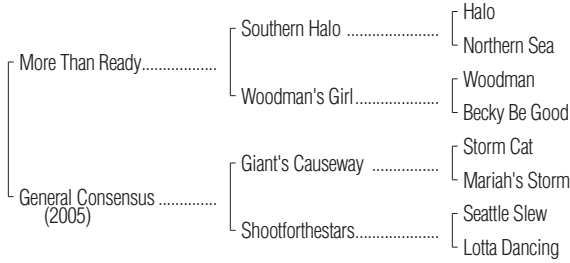 Halo
Southern Halo ....................
Northern Sea
More Than Ready................
Woodman
Woodman's Girl..................
Becky Be Good
Storm Cat
Giant's Causeway ..............
Mariah's Storm
General Consensus ............
(2005)
Seattle Slew
Shootforthestars..................
Lotta Dancing